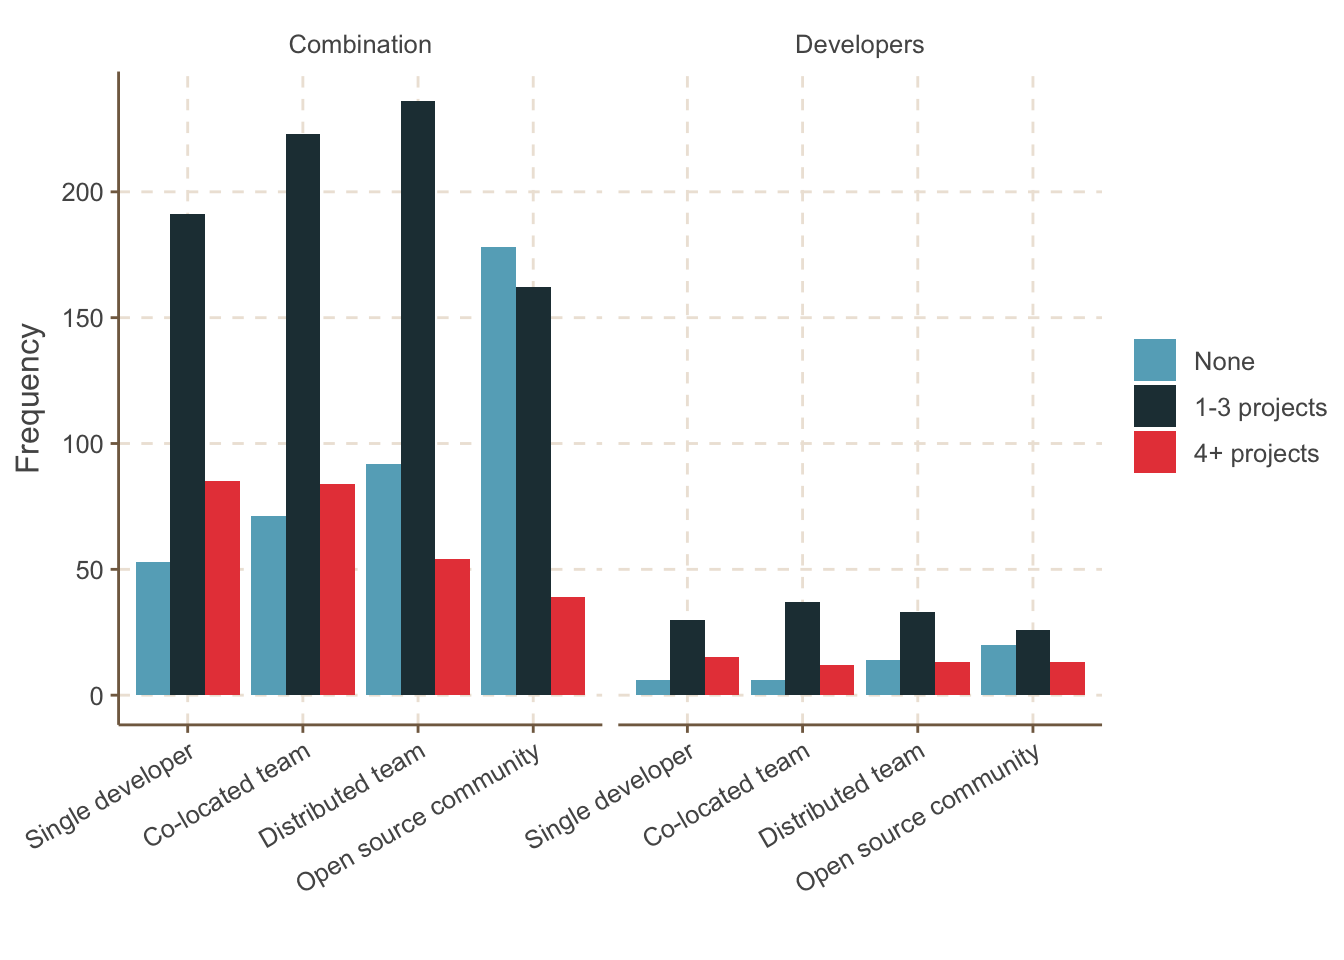 Combination
Developers
Frequency
200
150
100
50
0
Single developer
Co-located team
Distributed team
Open source community
Single developer
Co-located team
Distributed team
Open source community
None
1-3 projects
4+ projects